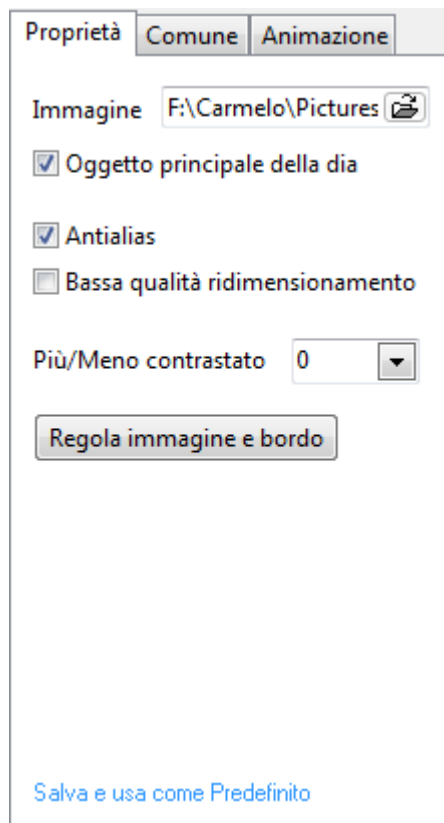 Proprietà Comune Animazione
Immagine F:\Carmelo\Pictures
Oggetto principale della dia
Antialias
Bassa qualità ridimensionamento
Più/Meno contrastato 0
Regola immagine e bordo
Salva e usa come Predefinito